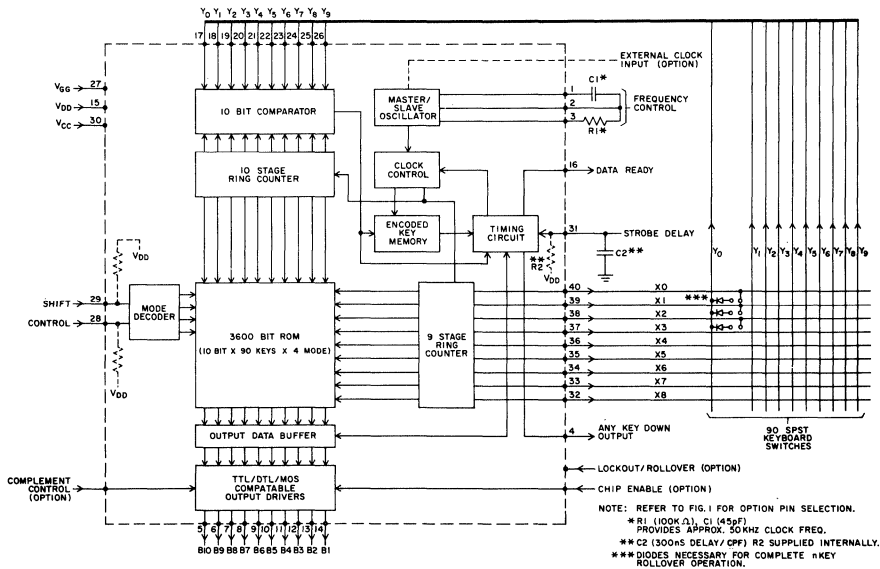 Y0 Y1 Y2 Y3 Y4 Y5 Y6 Y7 Y8 Y9
17 18 19 20 21 22 23 24 25 26
EXTERNAL CLOCK
INPUT (OPTION)
VGG 27
VDD 15
VCC 30
10 BIT COMPARATOR
MASTER/
SLAVE
OSCILLATOR
1
C1*
2
3
R1*
FREQUENCY
CONTROL
10 STAGE
RING COUNTER
CLOCK
CONTROL
16
DATA READY
ENCODED
KEY
MEMORY
TIMING
CIRCUIT
31
STROBE DELAY
**
R2
VDD
C2**
Y0 Y1 Y2 Y3 Y4 Y5 Y6 Y7 Y8 Y9
VDD
SHIFT 29
CONTROL 28
MODE
DECODER
VDD
3600 BIT ROM
(10 BIT X 90 KEYS X 4 MODE)
9 STAGE
RING
COUNTER
40 X0
39 X1
***
38 X2
37 X3
36 X4
35 X5
34 X6
33 X7
32 X8
90 SPST
KEYBOARD
SWITCHES
OUTPUT DATA BUFFER
4
ANY KEY DOWN
OUTPUT
COMPLEMENT
CONTROL
(OPTION)
TTL/DTL/MOS
COMPATABLE
OUTPUT DRIVERS
LOCKOUT/ROLLOVER (OPTION)
CHIP ENABLE (OPTION)
5 6 7 8 9 10 11 12 13 14
B10 B9 B8 B7 B6 B5 B4 B3 B2 B1
NOTE: REFER TO FIG. 1 FOR OPTION PIN SELECTION.
* R1 (100K Ω), C1 (45pF)
PROVIDES APPROX. 50KHZ CLOCK FREQ.
** C2 (300nS DELAY/CPF) R2 SUPPLIED INTERNALLY.
*** DIODES NECESSARY FOR COMPLETE n KEY
ROLLOVER OPERATION.